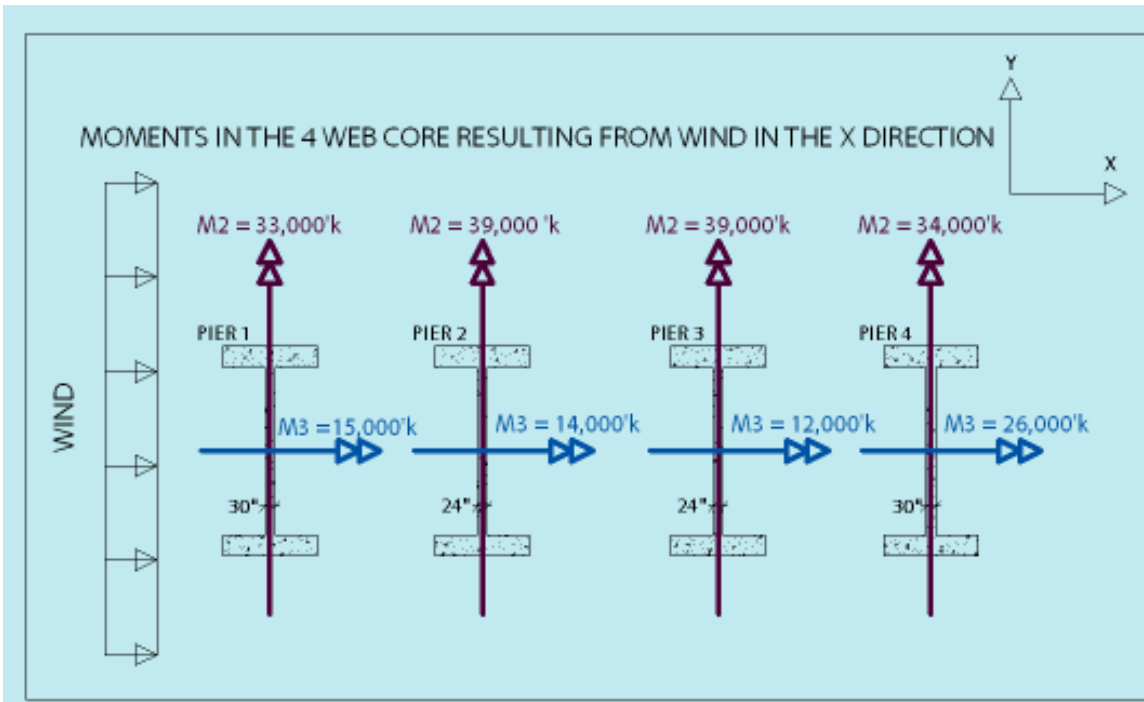 Y
X
MOMENTS IN THE 4 WEB CORE RESULTING FROM WIND IN THE X DIRECTION
M2 = 33,000'k
M2 = 39,000 'k
M2 = 39,000'k
M2 = 34,000'k
PIER 1
PIER 2
PIER 3
PIER 4
WIND
M3 =15,000'k
M3 = 14,000'k
M3 = 12,000'k
M3 = 26,000'k
30"
24"
24"
30"